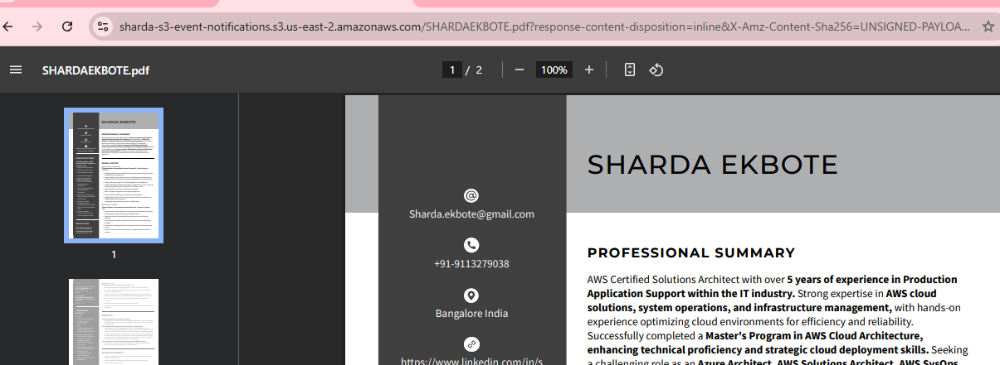 sharda-s3-event-notifications.s3.us-east-2.amazonaws.com/SHARDAEKBOTE.pdf?response-content-disposition=inline&X-Amz-Content-Sha256=UNSIGNED-PAYLOA...
SHARDAEKBOTE.pdf
1 / 2
100%
SHARDA EKBOTE
1
SHARDA EKBOTE
Sharda.ekbote@gmail.com
+91-9113279038
Bangalore India
https://www.linkedin.com/in/s
PROFESSIONAL SUMMARY
AWS Certified Solutions Architect with over 5 years of experience in Production
Application Support within the IT industry. Strong expertise in AWS cloud
solutions, system operations, and infrastructure management, with hands-on
experience optimizing cloud environments for efficiency and reliability.
Successfully completed a Master's Program in AWS Cloud Architecture,
enhancing technical proficiency and strategic cloud deployment skills. Seeking
a challenging role as an Azure Architect, AWS Solutions Architect, AWS SysOps